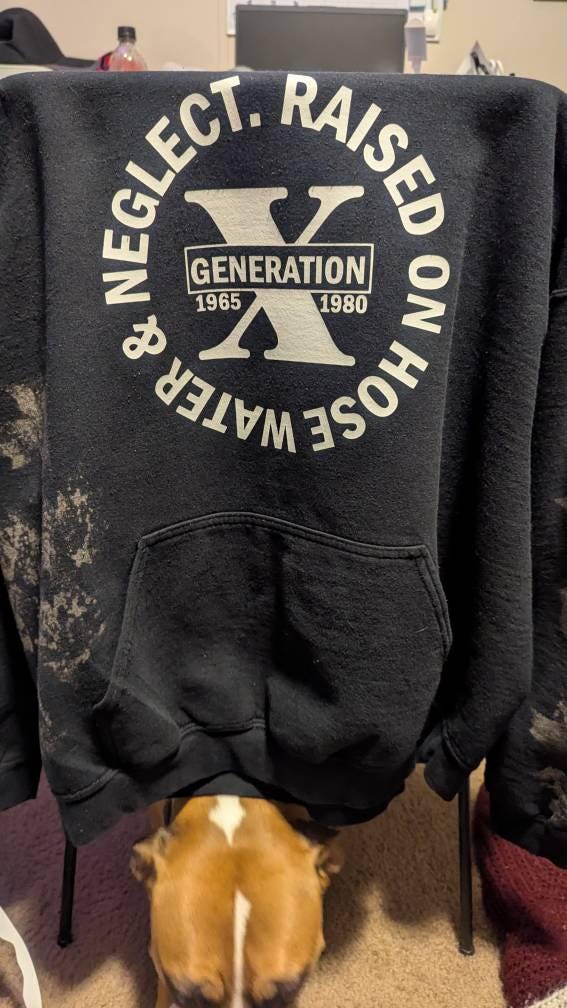 RAISED ON HOSE WATER & NEGLECT.
X
GENERATION
1965 1980